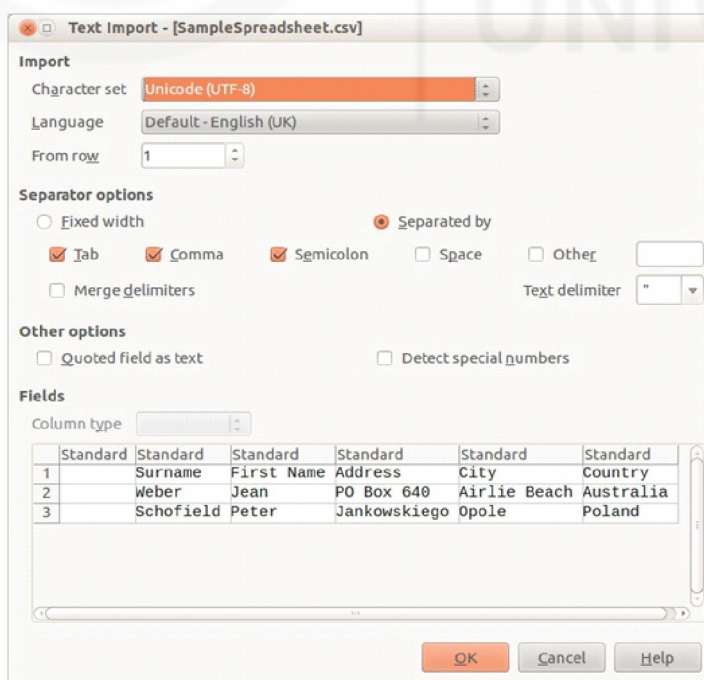 UNIV
Text Import - [SampleSpreadsheet.csv]
Import
Character set Unicode (UTF-8)
Language Default - English (UK)
From row 1
Separator options
Fixed width Separated by
Tab Comma Semicolon Space Other
Merge delimiters Text delimiter "
Other options
Quoted field as text Detect special numbers
Fields
Column type
Standard Standard Standard Standard Standard Standard
1 Surname First Name Address City Country
2 Weber Jean PO Box 640 Airlie Beach Australia
3 Schofield Peter Jankowskiego Opole Poland
OK Cancel Help